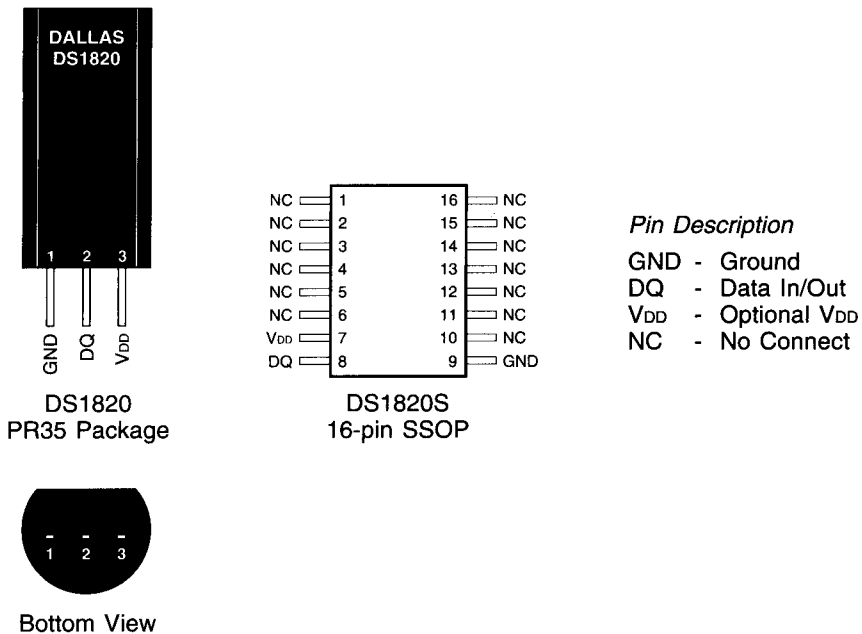 DALLAS
DS1820
1 2 3
GND DQ VDD
DS1820
PR35 Package
1 2 3
Bottom View
NC 1 16 NC
NC 2 15 NC
NC 3 14 NC
NC 4 13 NC
NC 5 12 NC
NC 6 11 NC
VDD 7 10 NC
DQ 8 9 GND
DS1820S
16-pin SSOP
Pin Description
GND - Ground
DQ - Data In/Out
VDD - Optional VDD
NC - No Connect